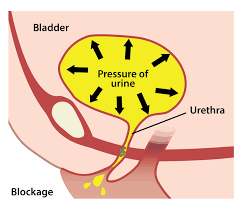 Bladder
Pressure of
urine
Urethra
Blockage